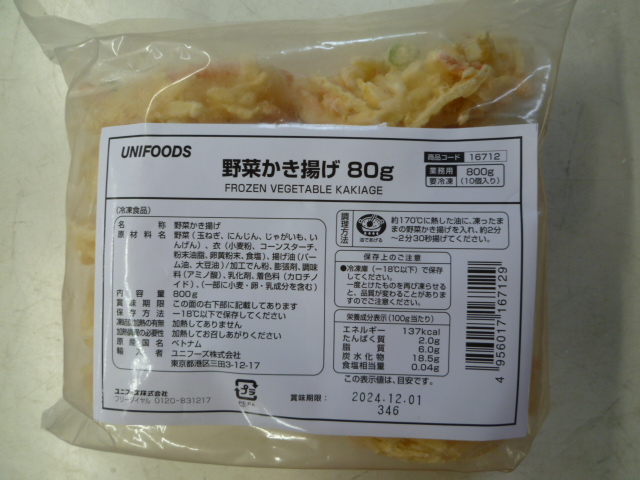 UNIFOODS
野菜かき揚げ 80g
FROZEN VEGETABLE KAKIAGE
商品コード 16712
業務用 要冷凍 800g (10個入り)
〈冷凍食品〉
名称 野菜かき揚げ
原材料名 野菜(玉ねぎ、にんじん、じゃがいも、い
んげん)、衣(小麦粉、コーンスターチ、
粉末油脂、卵黄粉末、食塩)、揚げ油(パー
ム油、大豆油)/加工でん粉、膨張剤、調味
料(アミノ酸)、乳化剤、着色料(カロチノ
イド)、(一部に小麦・卵・乳成分を含む)
内容量 800g
賞味期限 この面の右下部に記載してあります
保存方法 −18℃以下で保存してください
凍結前加熱の有無 加熱してありません
加熱調理の必要性 加熱してお召しあがりください
原産国名 ベトナム
輸入者 ユニフーズ株式会社
東京都港区三田3-13-12
調理方法
油であげる
約170℃に熱した油に、凍ったま
まの野菜かき揚げを入れ、約2分
〜2分30秒揚げてください。
保存上のご注意
●冷凍庫(−18℃以下)で保存
してください。
一度とけたものを再び凍らせる
と、品質が変わることがありま
すのでご注意ください。
栄養成分表示(100g当たり)
エネルギー 137kcal
たんぱく質 2.0g
脂質 6.0g
炭水化物 18.5g
食塩相当量 0.04g
この表示値は、目安です。
4 956017 167129
ユニフーズ株式会社
フリーダイヤル 0120-831217
プラ
賞味期限: 2024.12.01
346